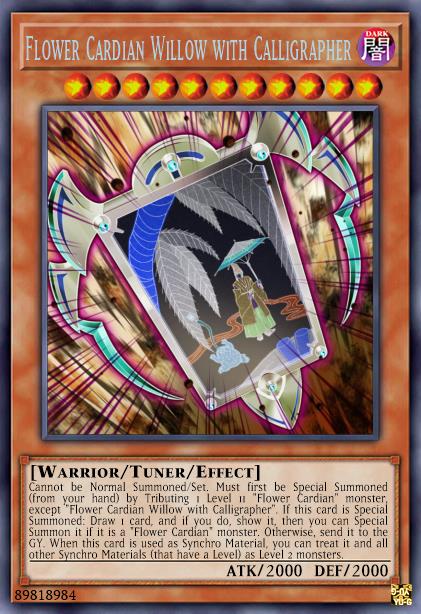 Flower Cardian Willow with Calligrapher
DARK
闇
[Warrior/Tuner/Effect]
Cannot be Normal Summoned/Set. Must first be Special Summoned
(from your hand) by Tributing 1 Level 11 "Flower Cardian" monster,
except "Flower Cardian Willow with Calligrapher". If this card is Special
Summoned: Draw 1 card, and if you do, show it, then you can Special
Summon it if it is a "Flower Cardian" monster. Otherwise, send it to the
GY. When this card is used as Synchro Material, you can treat it and all
other Synchro Materials (that have a Level) as Level 2 monsters.
ATK/2000 DEF/2000
89818984